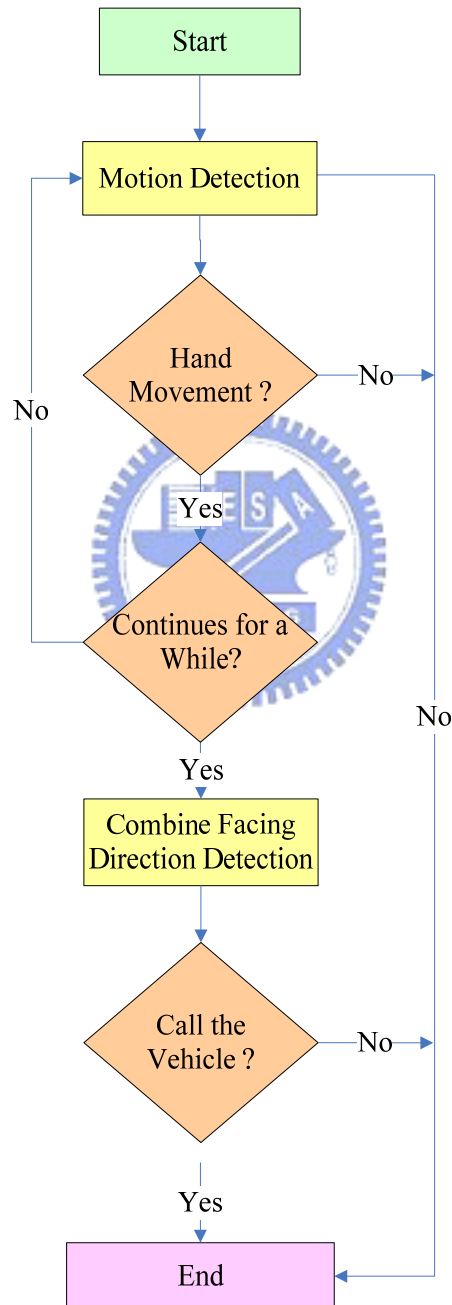 Start
Motion Detection
Hand
Movement ?
No
No
Yes
E S A
Continues for a
While?
No
Yes
Combine Facing
Direction Detection
Call the
Vehicle ?
No
Yes
End